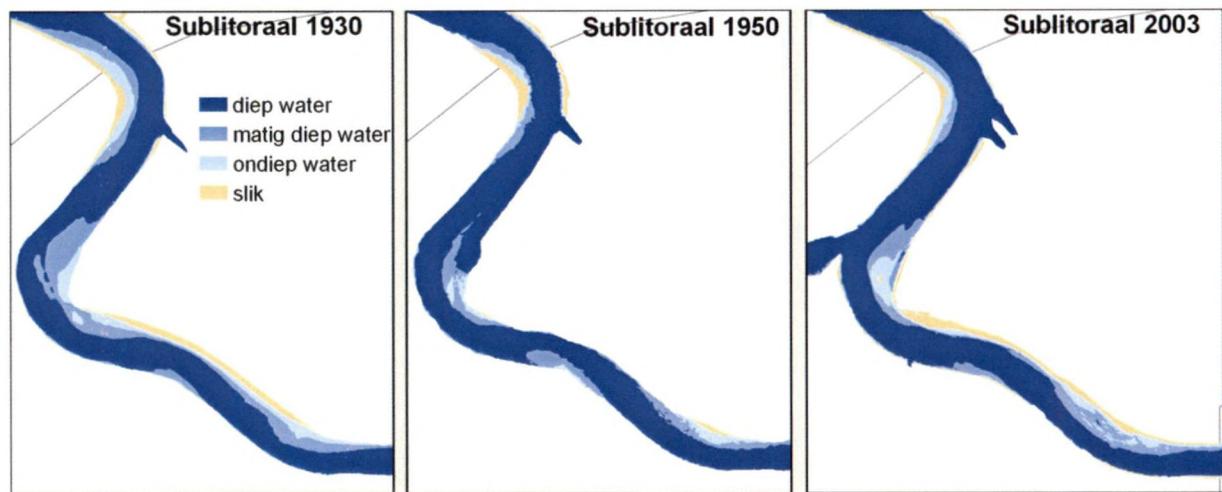 Sublitoraal 1930
diep water
matig diep water
ondiep water
slik
Sublitoraal 1950
Sublitoraal 2003